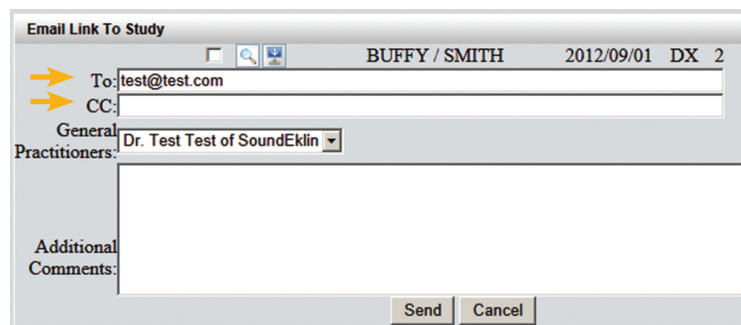 Email Link To Study
BUFFY / SMITH 2012/09/01 DX 2
To: test@test.com
CC:
General
Practitioners: Dr. Test Test of SoundEklin
Additional
Comments:
Send Cancel